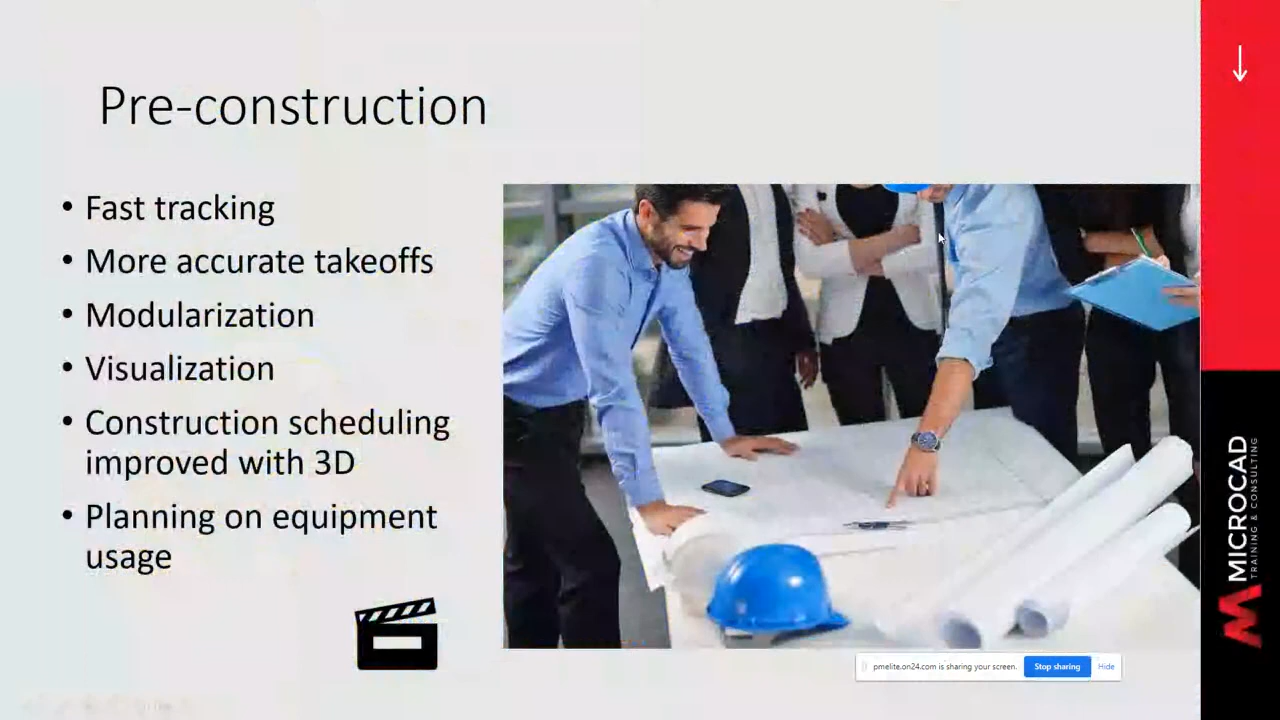 Pre-construction
• Fast tracking
• More accurate takeoffs
• Modularization
• Visualization
• Construction scheduling
improved with 3D
• Planning on equipment
usage
pmelite.on24.com is sharing your screen.
Stop sharing
Hide
MICROCAD
TRAINING & CONSULTING